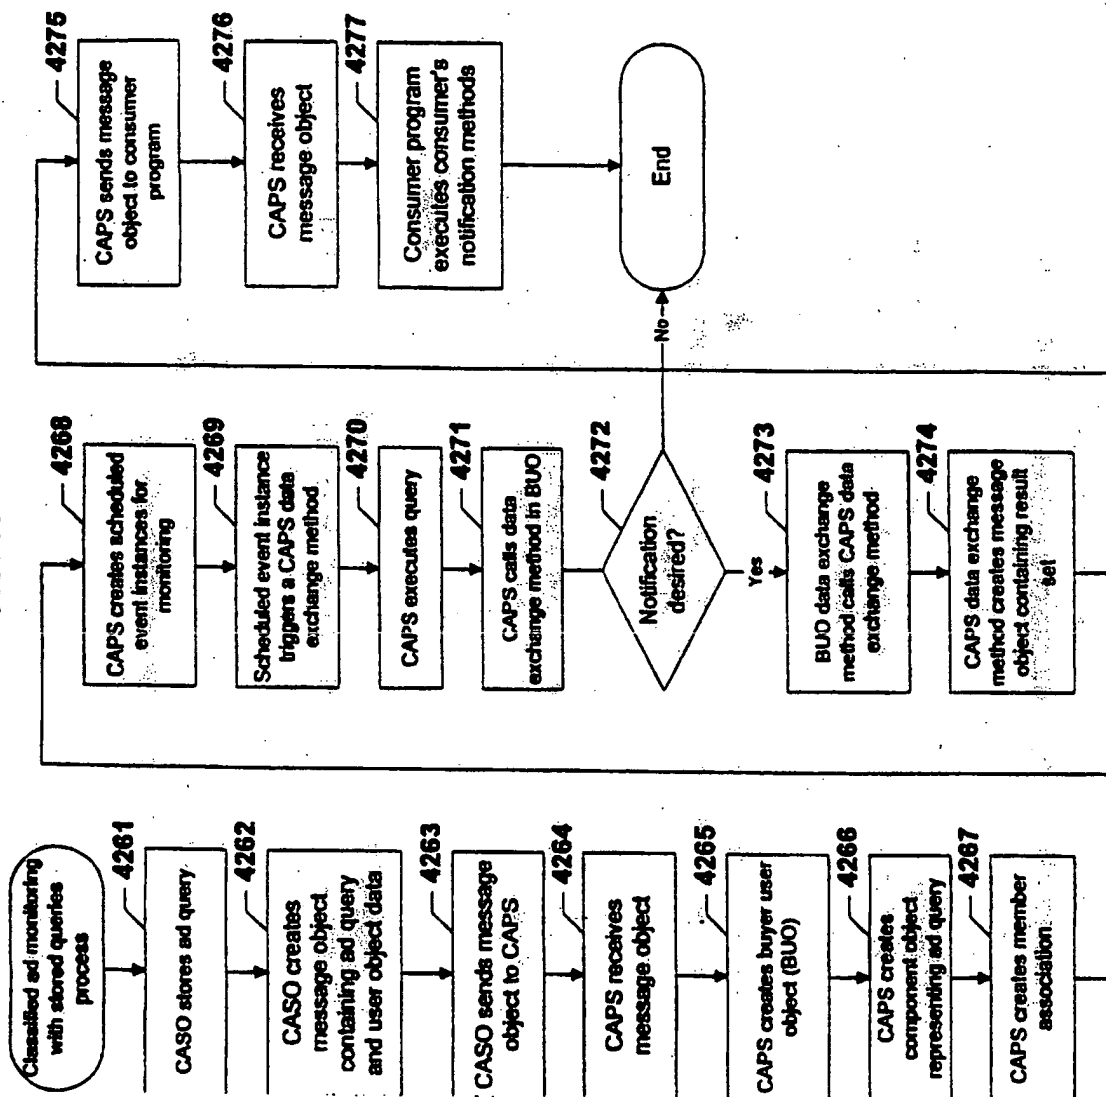 Classified ad monitoring
with stored queries
process
4261
CASO stores ad query
4262
CASO creates
message object
containing ad query
and user object data
4263
CASO sends message
object to CAPS
4264
CAPS receives
message object
4265
CAPS creates buyer user
object (BUO)
4266
CAPS creates
component object
representing ad query
4267
CAPS creates member
association
4268
CAPS creates scheduled
event instances for
monitoring
4269
Scheduled event instance
triggers a CAPS data
exchange method
4270
CAPS executes query
4271
CAPS calls data
exchange method in BUO
4272
Notification
desired?
No
Yes
4273
BUO data exchange
method calls CAPS data
exchange method
4274
CAPS data exchange
method creates message
object containing result
set
4275
CAPS sends message
object to consumer
program
4276
CAPS receives
message object
4277
Consumer program
executes consumer's
notification methods
End